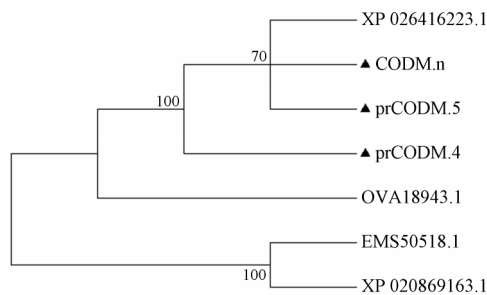 XP 026416223.1
70
▲ CODM.n
100
▲ prCODM.5
▲ prCODM.4
OVA18943.1
EMS50518.1
100
XP 020869163.1